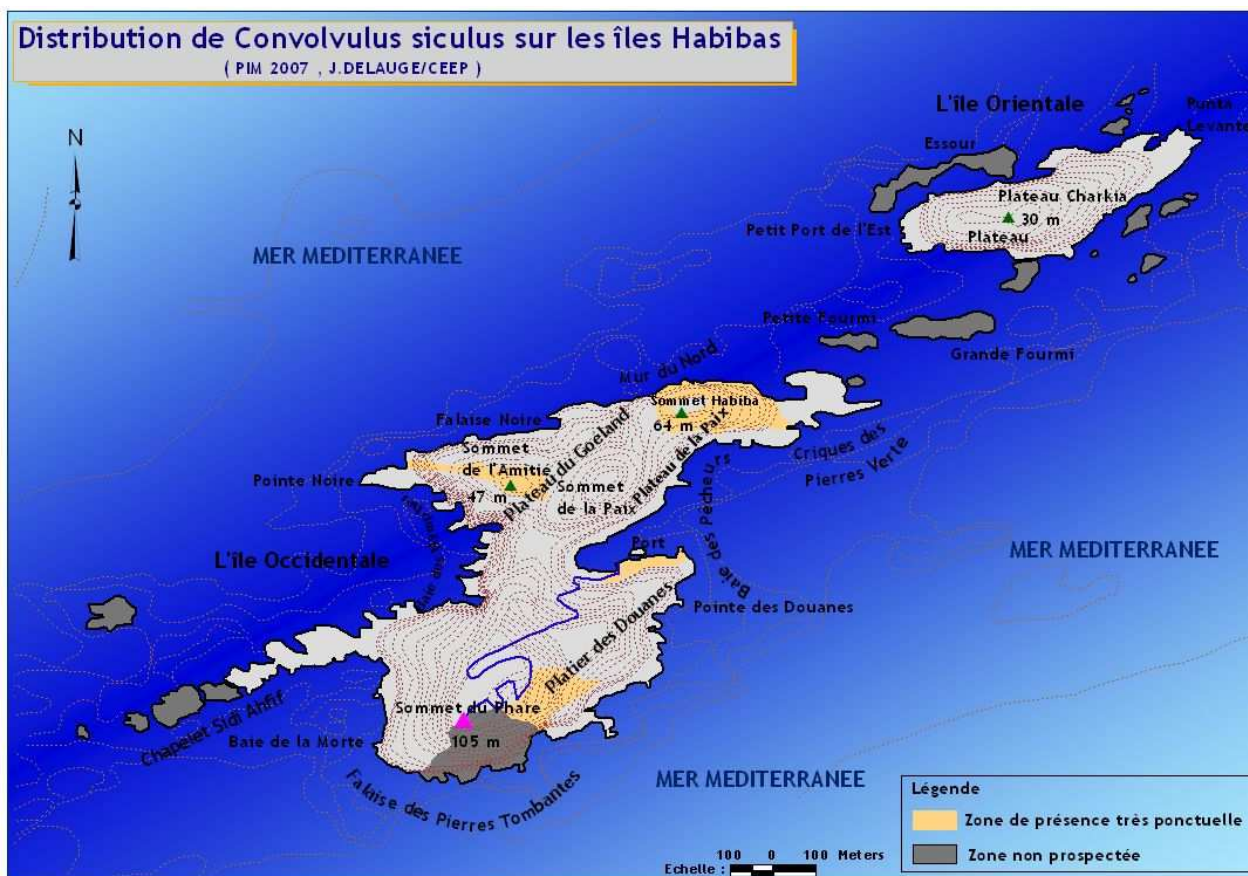 Distribution de Convolvulus siculus sur les îles Habibas
( PIM 2007 , J.DELAUGE/CEEP )
N
L'île Orientale
Punta
Levante
Essour
Plateau Charkia
30 m
Petit Port de l'Est
Plateau
MER MEDITERRANEE
Petite Fourmi
Grande Fourmi
Mur du Nord
Sommet Habiba
64 m
Falaise Noire
Plateau du Goeland
Plateau de la Paix
Sommet
de l'Amitié
47 m
Sommet
de la Paix
Pointe Noire
Criques des
Pierres Verte
Baie des Pêcheurs
L'île Occidentale
Port
MER MEDITERRANEE
Pointe des Douanes
Platier des Douanes
Sommet du Phare
105 m
Chapelet Sidi Ahfif
Baie de la Morte
Falaise des Pierres Tombantes
MER MEDITERRANEE
Légende
Zone de présence très ponctuelle
Zone non prospectée
100 0 100 Meters
Echelle :